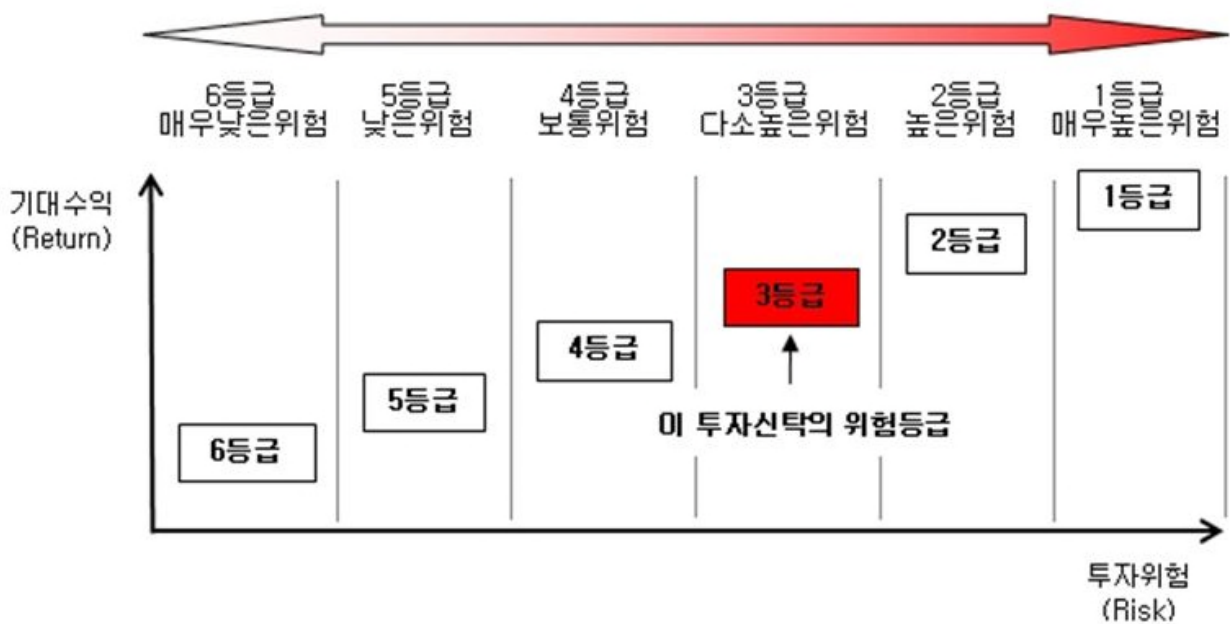 6등급 5등급 4등급 3등급 2등급 1등급
매우낮은위험 낮은위험 보통위험 다소높은위험 높은위험 매우높은위험
기대수익
(Return)
1등급
2등급
3등급
4등급
5등급
이 투자신탁의 위험등급
6등급
투자위험
(Risk)